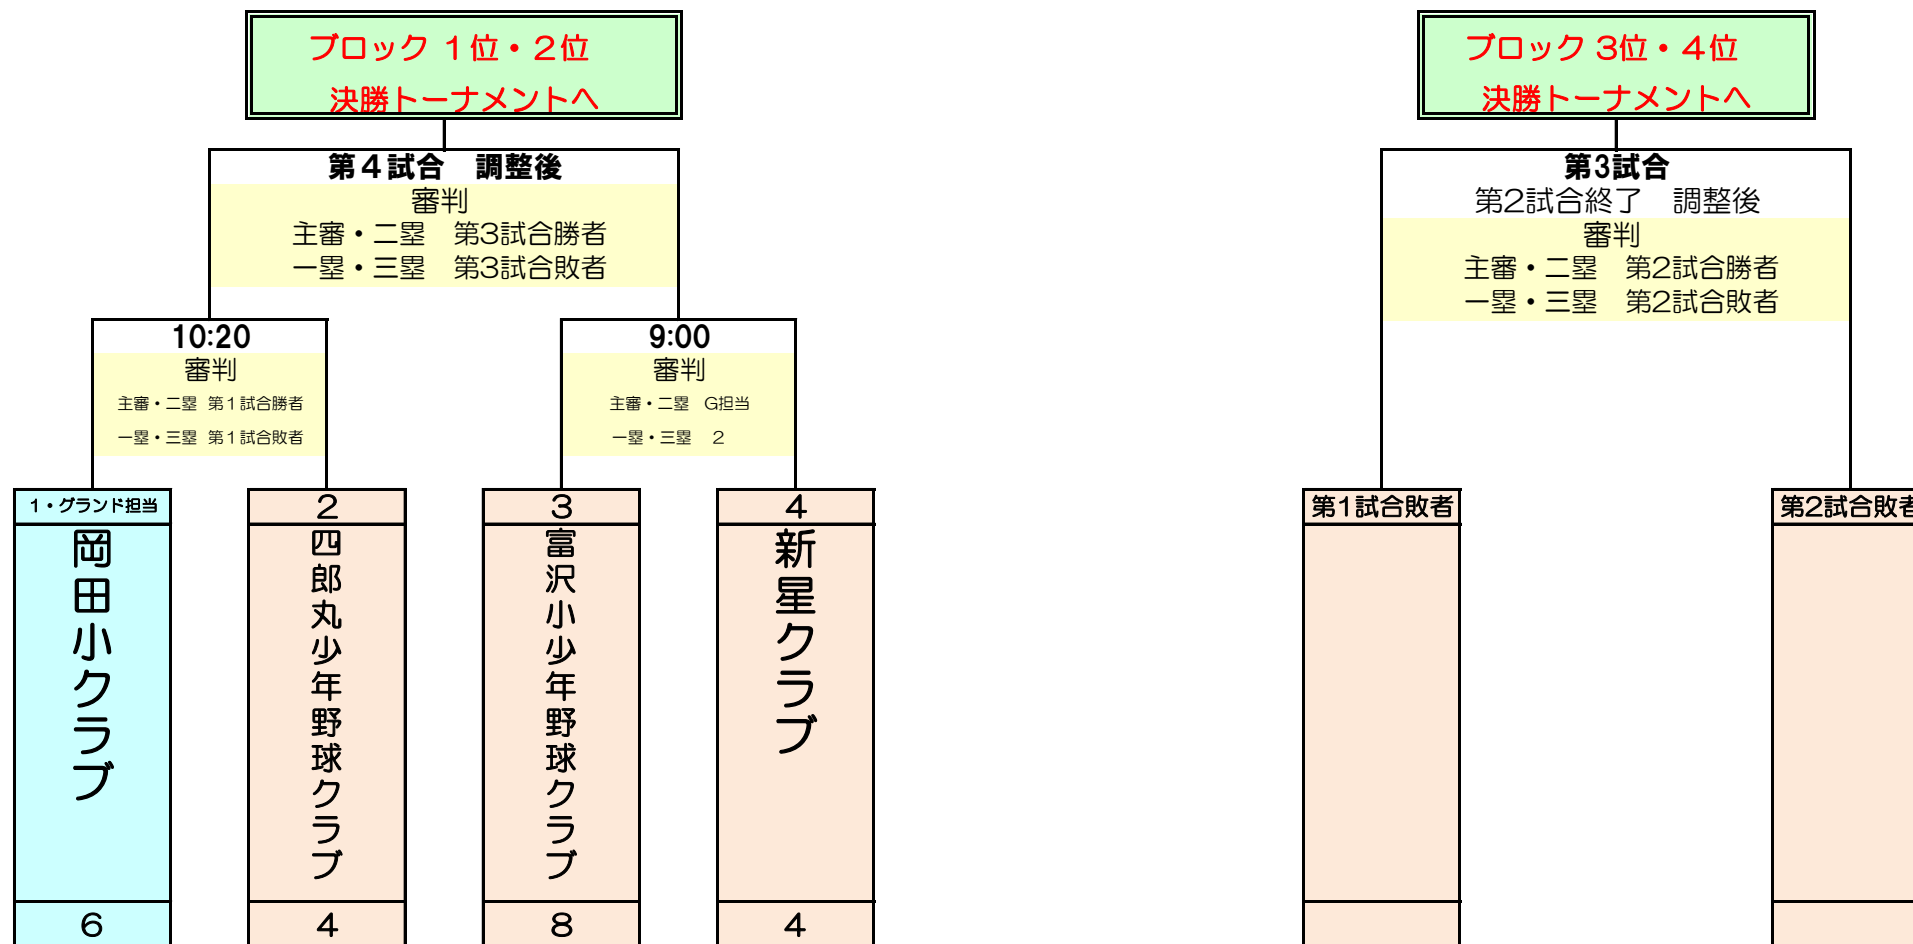 ブロック １位・２位
決勝トーナメントへ
第４試合　調整後
審判
主審・二塁　第3試合勝者
一塁・三塁　第3試合敗者
10:20
審判
主審・二塁 第１試合勝者
一塁・三塁 第１試合敗者
9:00
審判
主審・二塁　G担当
一塁・三塁　２
1・グランド担当
岡田小クラブ
6
2
四郎丸少年野球クラブ
4
3
富沢小少年野球クラブ
8
4
新星クラブ
4
ブロック 3位・４位
決勝トーナメントへ
第3試合
第2試合終了　調整後
審判
主審・二塁　第2試合勝者
一塁・三塁　第2試合敗者
第1試合敗者
第2試合敗者